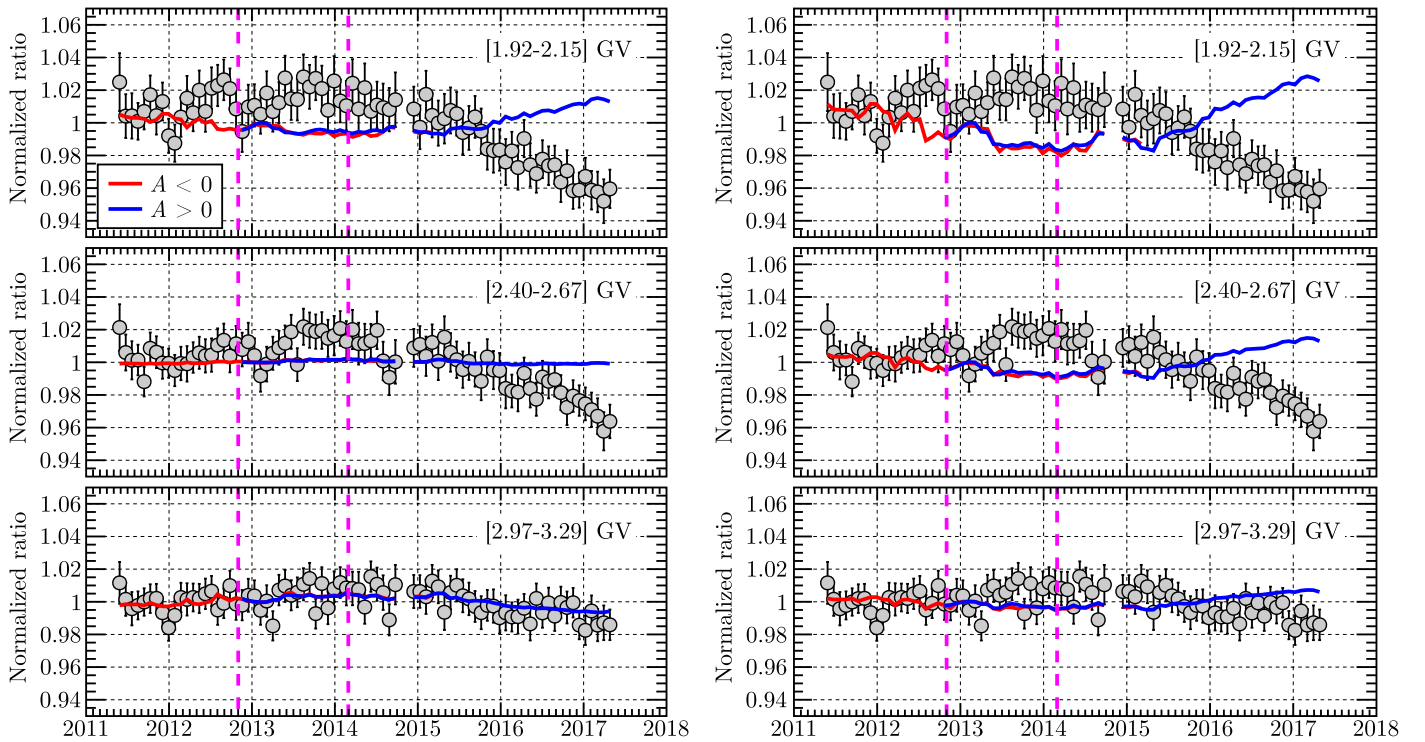 1.06 1.06
[1.92-2.15] GV [1.92-2.15] GV
1.04 1.04
1.02 1.02
1 1
0.98 0.98
0.96 0.96
0.94 0.94
Normalized ratio Normalized ratio
A < 0
A > 0
1.06 1.06
[2.40-2.67] GV [2.40-2.67] GV
1.04 1.04
1.02 1.02
1 1
0.98 0.98
0.96 0.96
0.94 0.94
Normalized ratio Normalized ratio
1.06 1.06
[2.97-3.29] GV [2.97-3.29] GV
1.04 1.04
1.02 1.02
1 1
0.98 0.98
0.96 0.96
0.94 0.94
Normalized ratio Normalized ratio
2011 2012 2013 2014 2015 2016 2017 2018 2011 2012 2013 2014 2015 2016 2017 2018